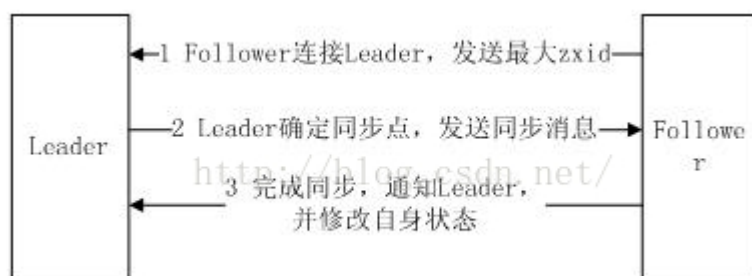 1 Follower连接Leader，发送最大zxid
2 Leader确定同步点，发送同步消息
Leader
Followe
r
http://blog.csdn.net/
3 完成同步，通知Leader，
并修改自身状态